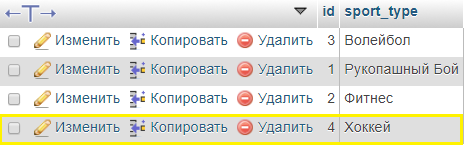 id sport_type
Изменить Копировать Удалить 3 Волейбол
Изменить Копировать Удалить 1 Рукопашный Бой
Изменить Копировать Удалить 2 Фитнес
Изменить Копировать Удалить 4 Хоккей